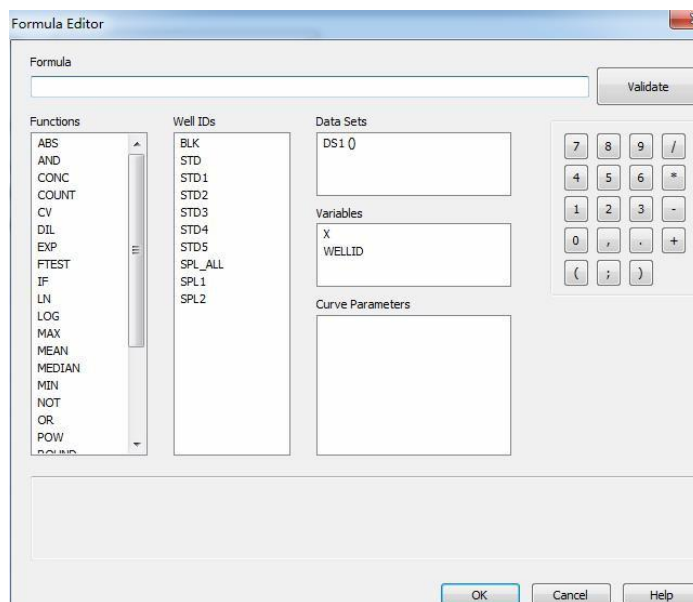 Formula Editor
Formula
Validate
Functions
Well IDs
Data Sets
ABS
AND
CONC
COUNT
CV
DIL
EXP
FTEST
IF
LN
LOG
MAX
MEAN
MEDIAN
MIN
NOT
OR
POW
ROUND
BLK
STD
STD1
STD2
STD3
STD4
STD5
SPL_ALL
SPL1
SPL2
DS1 ()
Variables
X
WELLID
Curve Parameters
7 8 9 /
4 5 6 *
1 2 3 -
0 , . +
( ; )
OK
Cancel
Help